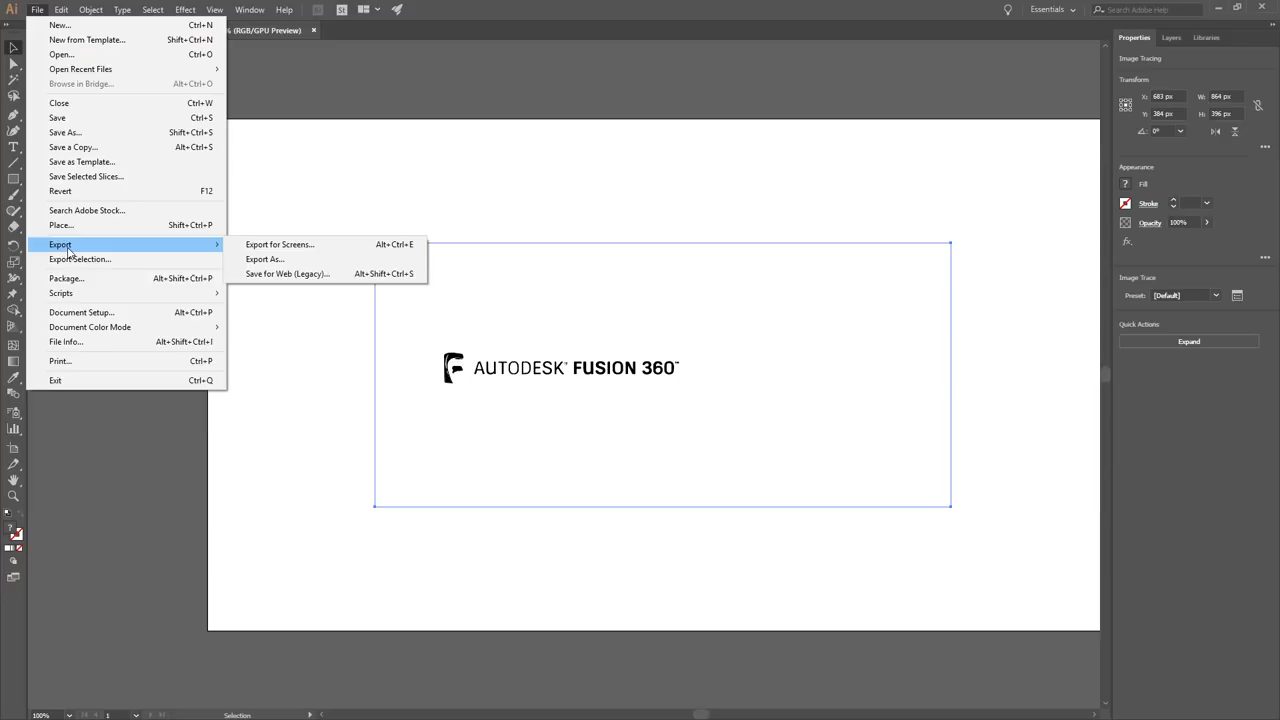 Ai File Edit Object Type Select Effect View Window Help Br St Essentials Search Adobe Help
% (RGB/GPU Preview) ×
New... Ctrl+N
New from Template... Shift+Ctrl+N
Open... Ctrl+O
Open Recent Files
Browse in Bridge... Alt+Ctrl+O
Close Ctrl+W
Save Ctrl+S
Save As... Shift+Ctrl+S
Save a Copy... Alt+Ctrl+S
Save as Template...
Save Selected Slices...
Revert F12
Search Adobe Stock...
Place... Shift+Ctrl+P
Export
Export Selection...
Package... Alt+Shift+Ctrl+P
Scripts
Document Setup... Alt+Ctrl+P
Document Color Mode
File Info... Alt+Shift+Ctrl+I
Print... Ctrl+P
Exit Ctrl+Q
Export for Screens... Alt+Ctrl+E
Export As...
Save for Web (Legacy)... Alt+Shift+Ctrl+S
F AUTODESK™ FUSION 360™
Properties Layers Libraries
Image Tracing
Transform
X: 683 px W: 864 px
Y: 384 px H: 396 px
0°
Appearance
? Fill
Stroke
Opacity 100%
fx
Image Trace
Preset: [Default]
Quick Actions
Expand
100% 1 Selection